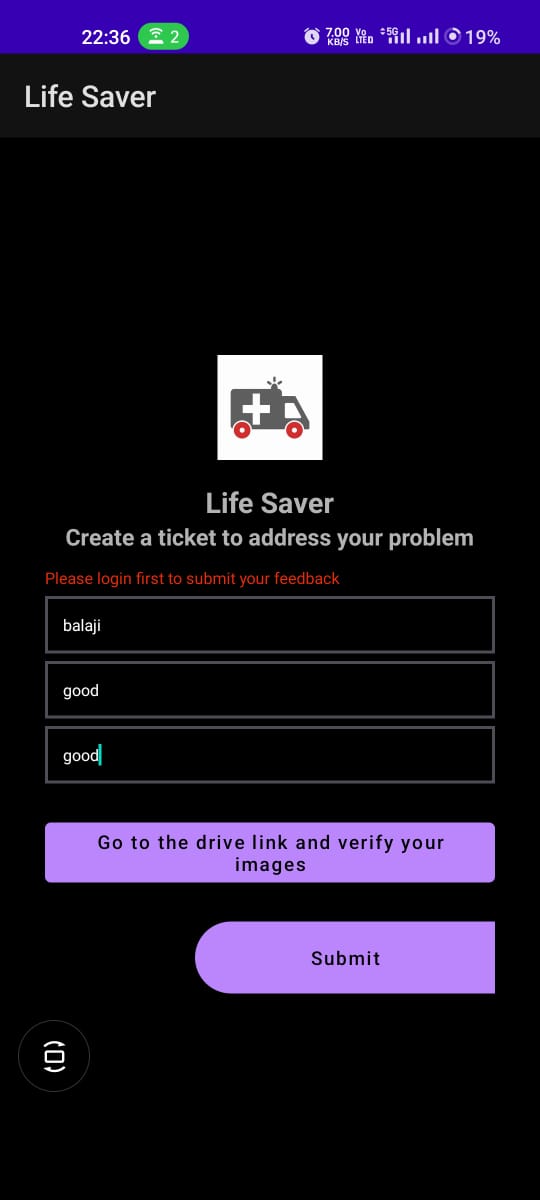 22:36 2 7.00 KB/S Vo LTE 5G 19%
Life Saver
Life Saver
Create a ticket to address your problem
Please login first to submit your feedback
balaji
good
good
Go to the drive link and verify your
images
Submit